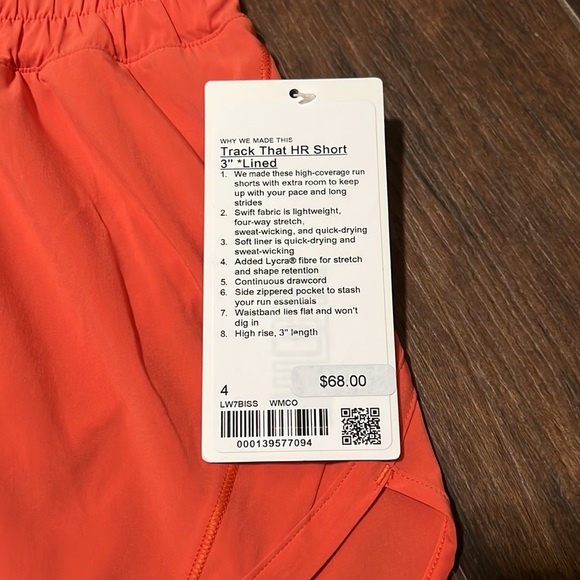 WHY WE MADE THIS
Track That HR Short
3" *Lined
1. We made these high-coverage run
shorts with extra room to keep
up with your pace and long
strides
2. Swift fabric is lightweight,
four-way stretch,
sweat-wicking, and quick-drying
3. Soft liner is quick-drying and
sweat-wicking
4. Added Lycra® fibre for stretch
and shape retention
5. Continuous drawcord
6. Side zippered pocket to stash
your run essentials
7. Waistband lies flat and won't
dig in
8. High rise, 3" length
4
$68.00
LW7BISS WMCO
000139577094